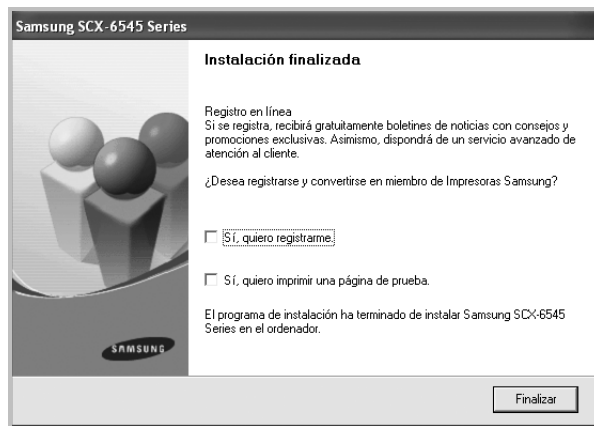 Samsung SCX-6545 Series
Instalación finalizada
Registro en línea
Si se registra, recibirá gratuitamente boletines de noticias con consejos y
promociones exclusivas. Asimismo, dispondrá de un servicio avanzado de
atención al cliente.
¿Desea registrarse y convertirse en miembro de Impresoras Samsung?
Sí, quiero registrarme.
Sí, quiero imprimir una página de prueba.
El programa de instalación ha terminado de instalar Samsung SCX-6545
Series en el ordenador.
SAMSUNG
Finalizar